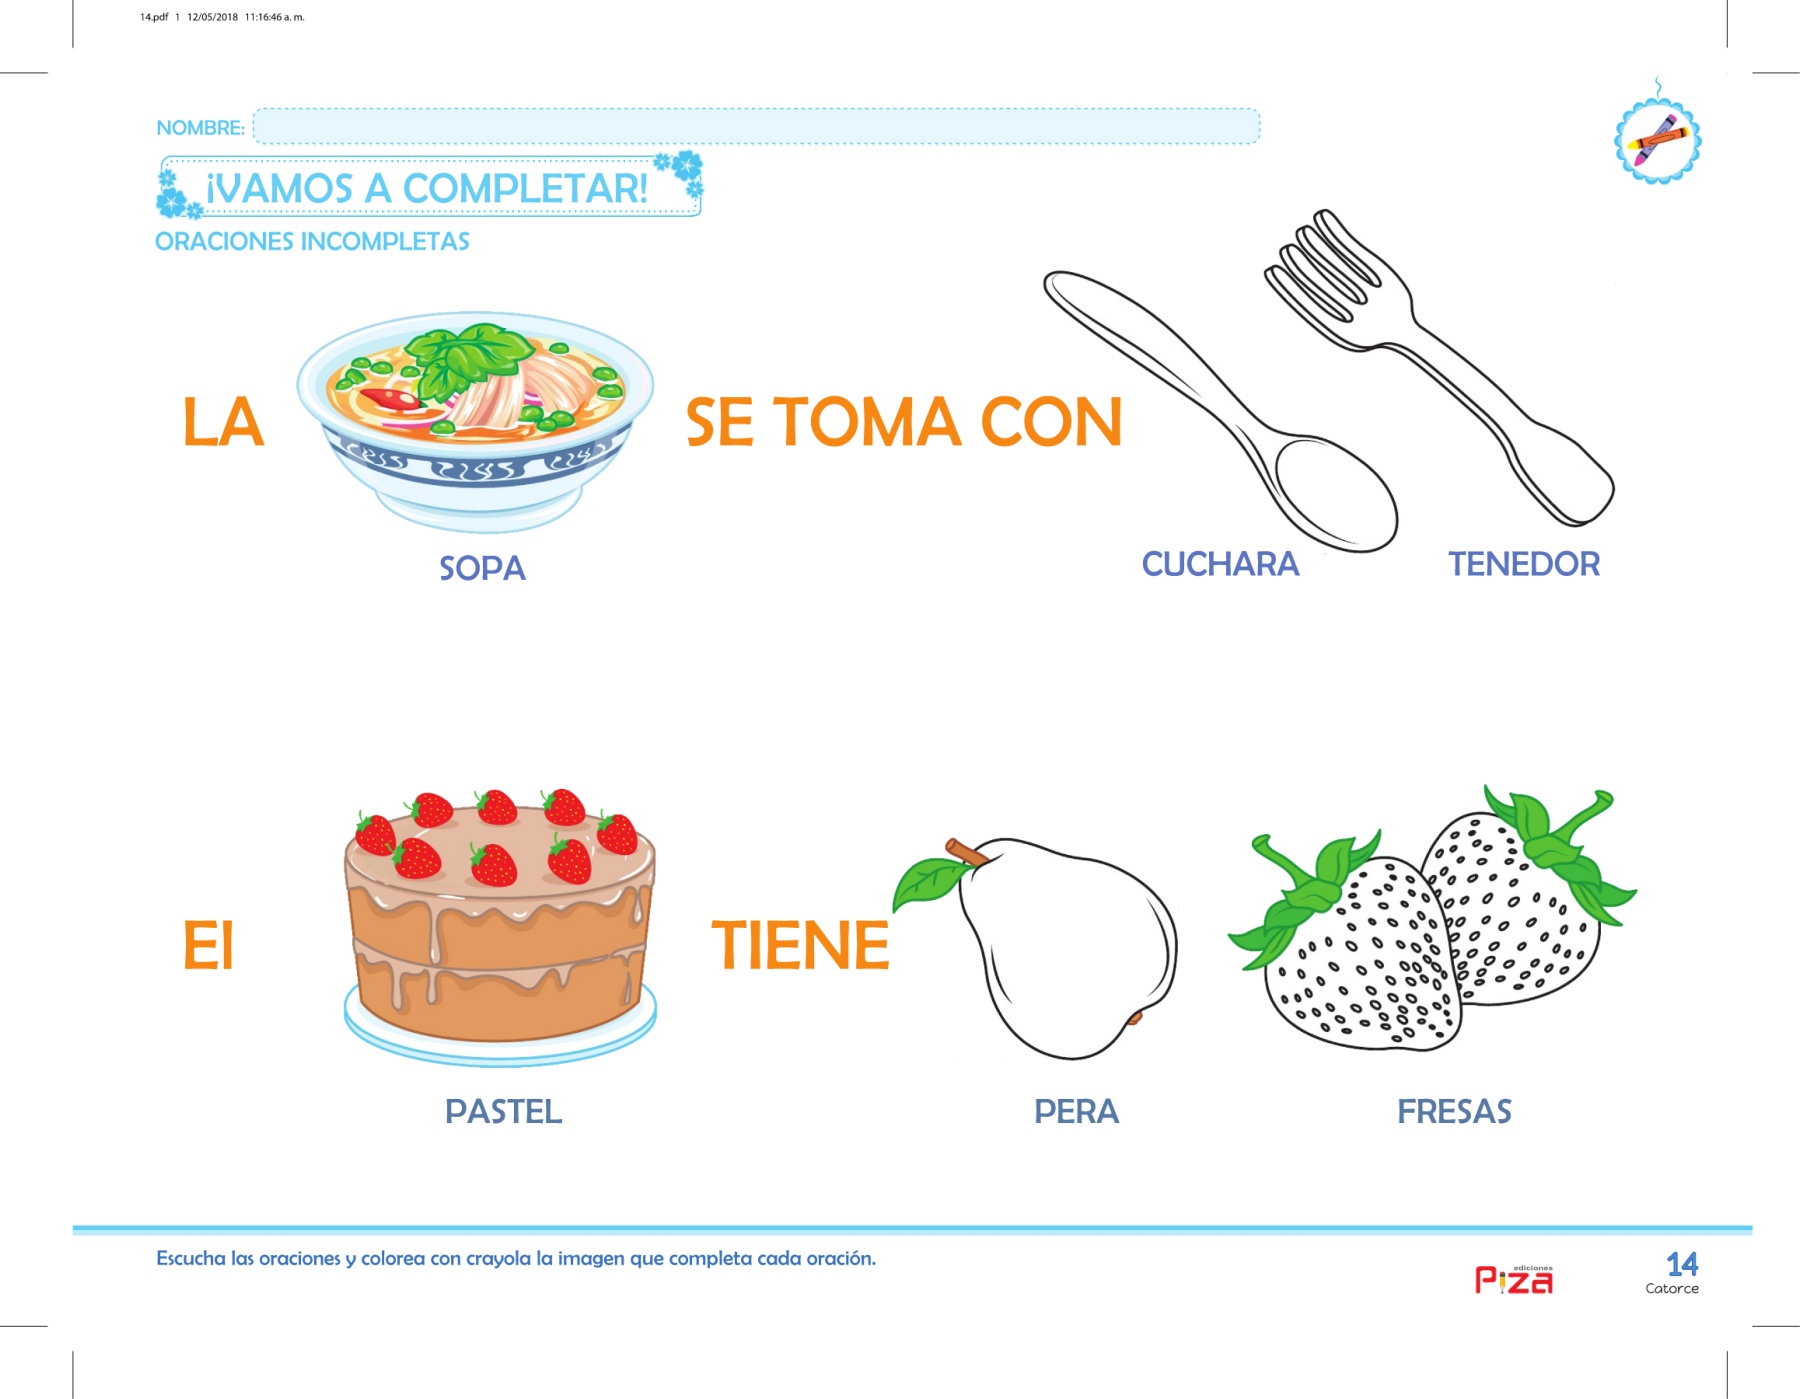 14.pdf 1 12/05/2018 11:16:46 a. m.
NOMBRE:
¡VAMOS A COMPLETAR!
ORACIONES INCOMPLETAS
LA SE TOMA CON
SOPA CUCHARA TENEDOR
El TIENE
PASTEL PERA FRESAS
Escucha las oraciones y colorea con crayola la imagen que completa cada oración.
ediciones
Piza
14
Catorce